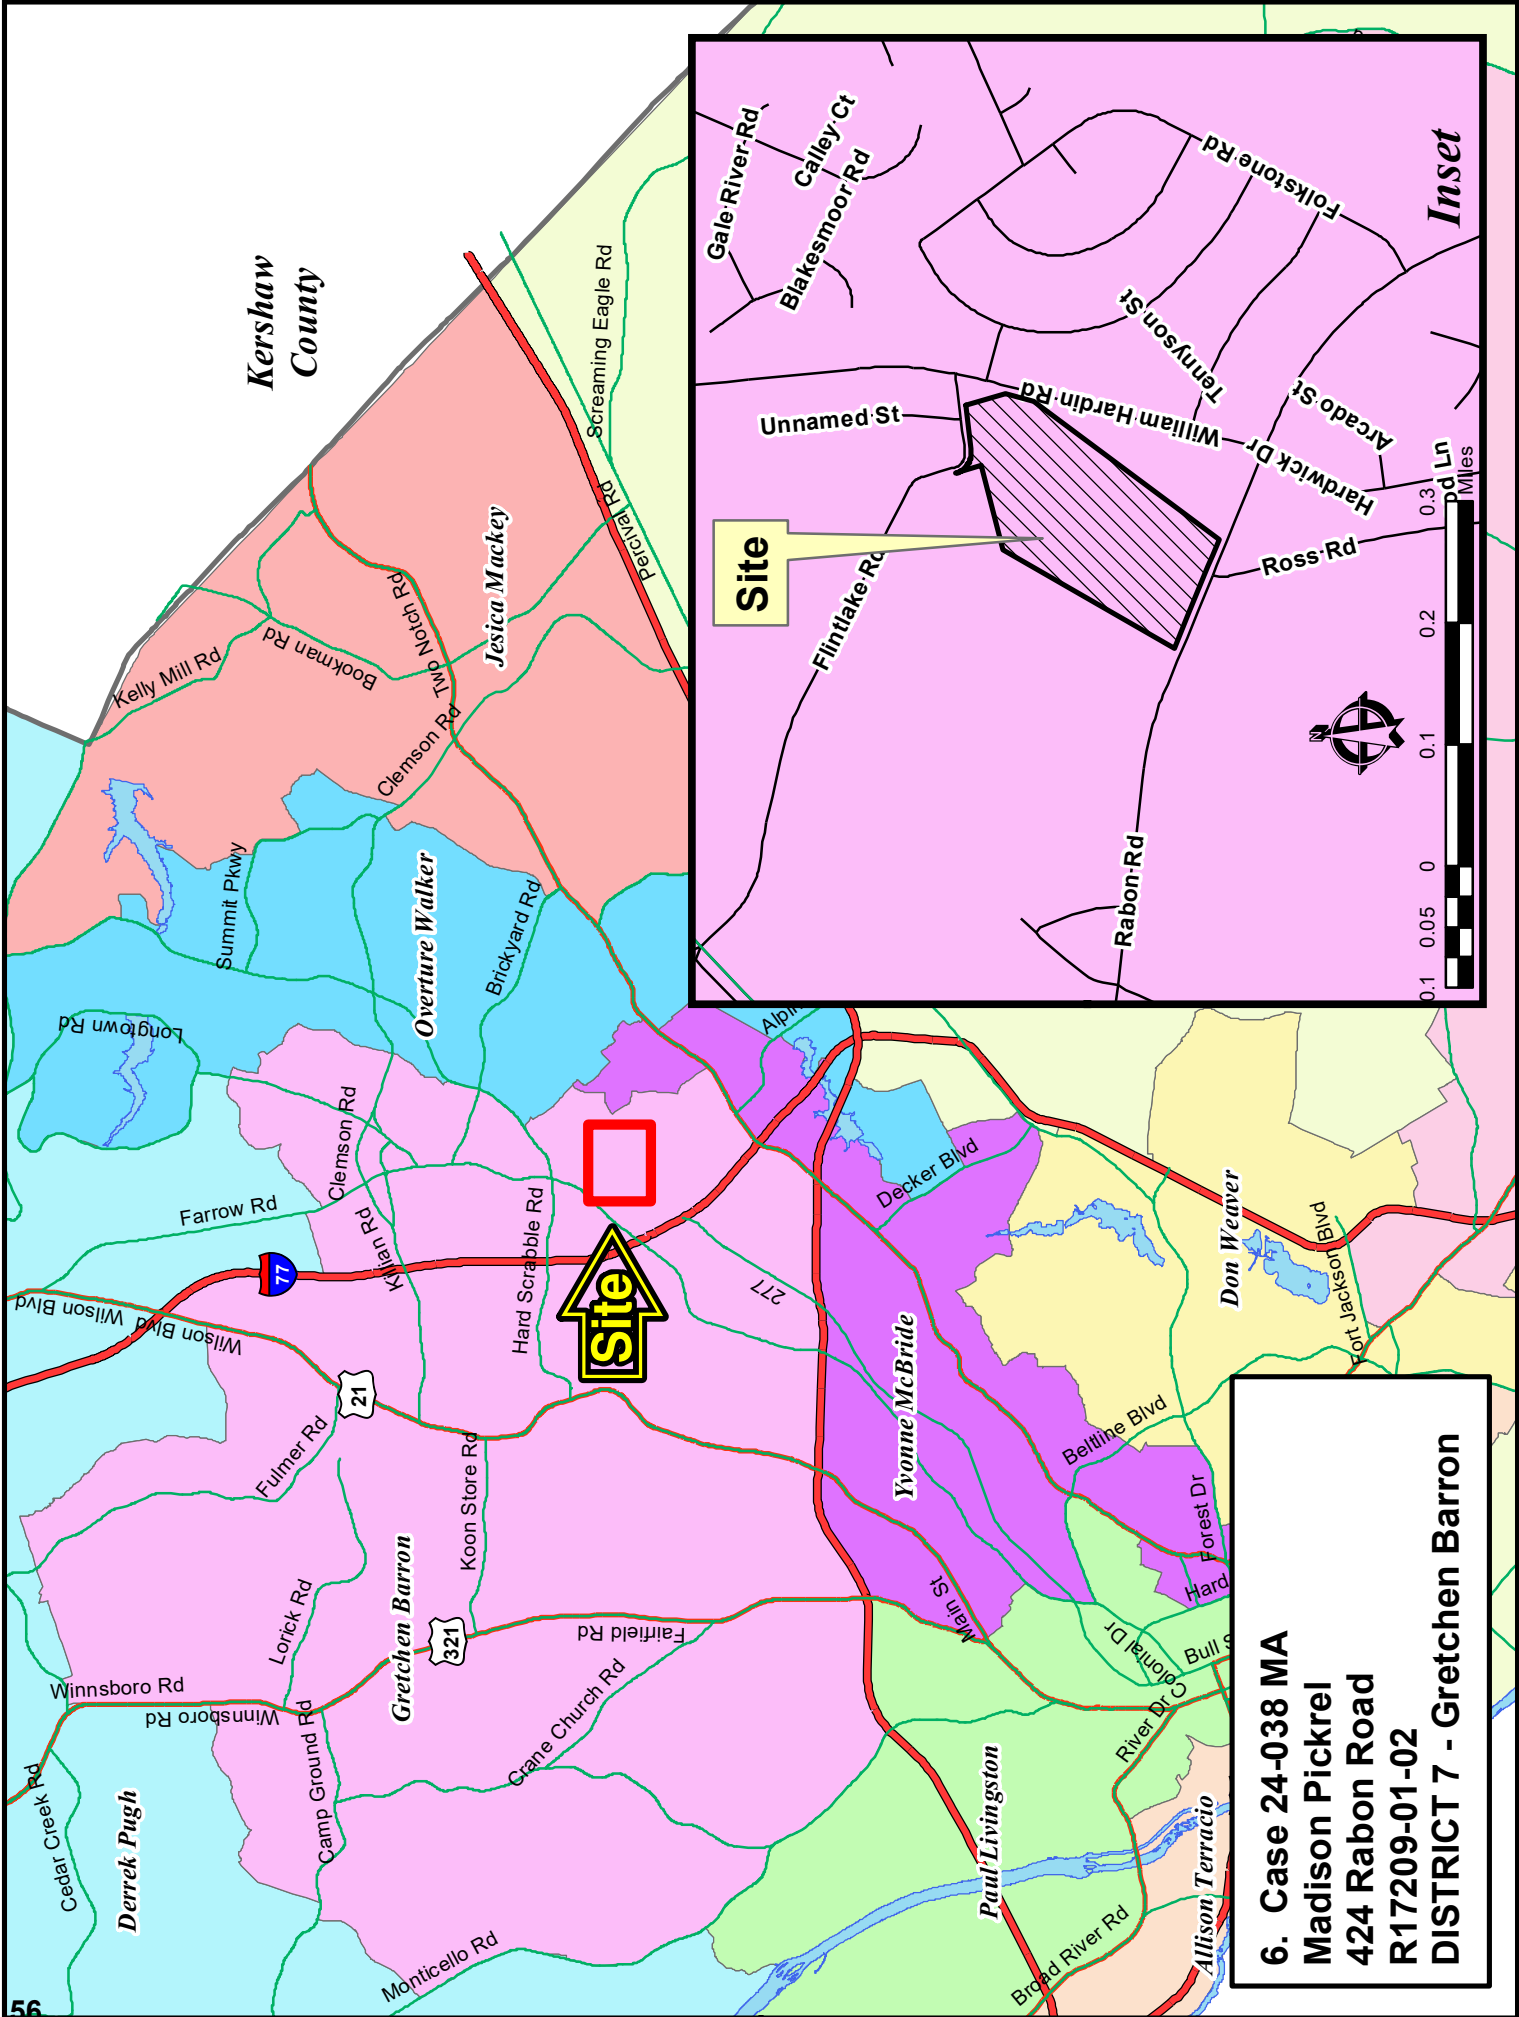 56
Derrek Pugh
Cedar Creek Rd
Winnsboro Rd
Winnsboro Rd
Camp Ground Rd
Monticello Rd
Lorick Rd
Fulmer Rd
Gretchen Barron
321
21
Koon Store Rd
Fairfield Rd
Crane Church Rd
Wilson Blvd
Wilson Blvd
Wilson Blvd
77
Killian Rd
Farrow Rd
Clemson Rd
Longtown Rd
Hard Scrabble Rd
Site
277
Summit Pkwy
Overture Walker
Brickyard Rd
Clemson Rd
Kelly Mill Rd
Bookman Rd
Two Notch Rd
Jesica Mackey
Kershaw
County
Screaming Eagle Rd
Percival Rd
Decker Blvd
Yvonne McBride
Don Weaver
Fort Jackson Blvd
Beltline Blvd
Forest Dr
Hard
Main St
Colonial Dr
Bull S
River Dr
Paul Livingston
Broad River Rd
Allison Terracio
Inset
Gale River Rd
Calley Ct
Blakesmoor Rd
Folkstone Rd
Tennyson St
Unnamed St
William Hardin Rd
Arcado St
Hardwick Dr
Ross Rd
Flintlake Rd
Rabon Rd
Site
N
0.1 0.05 0 0.1 0.2 0.3
Miles
6. Case 24-038 MA
Madison Pickrel
424 Rabon Road
R17209-01-02
DISTRICT 7 - Gretchen Barron